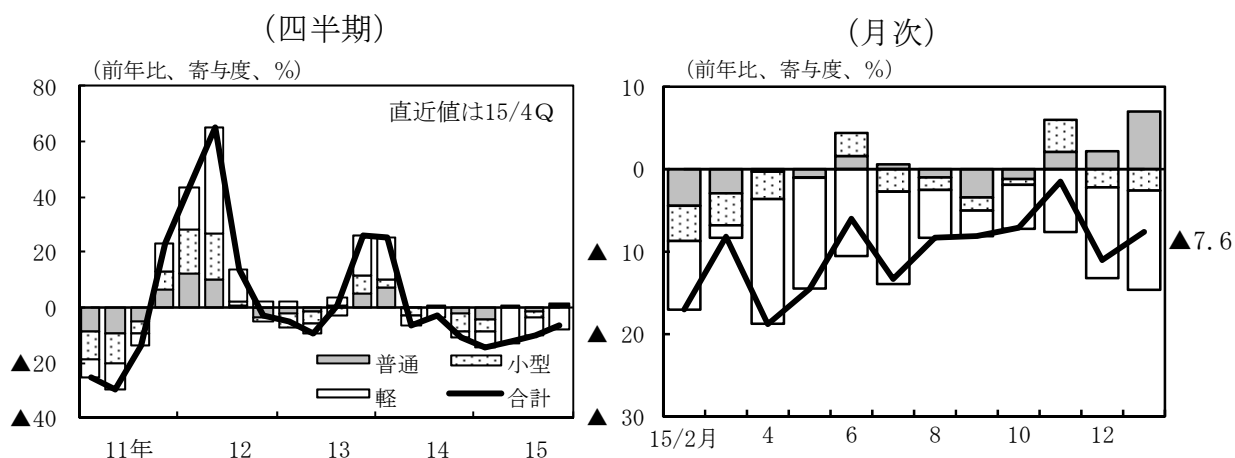 (四半期)
(前年比、寄与度、%)
80
直近値は15/4Q
60
40
20
0
▲ 20
▲ 40
普通
小型
軽
合計
11年
12
13
14
15
(月次)
(前年比、寄与度、%)
10
0
▲ 10
▲ 20
▲ 30
▲7.6
15/2月
4
6
8
10
12